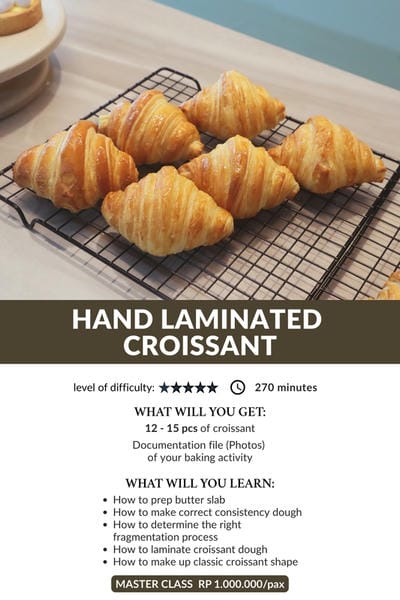 HAND LAMINATED
CROISSANT
level of difficulty: ★★★★★ 270 minutes
WHAT WILL YOU GET:
12 - 15 pcs of croissant
Documentation file (Photos)
of your baking activity
WHAT WILL YOU LEARN:
• How to prep butter slab
• How to make correct consistency dough
• How to determine the right
fragmentation process
• How to laminate croissant dough
• How to make up classic croissant shape
MASTER CLASS RP 1.000.000/pax